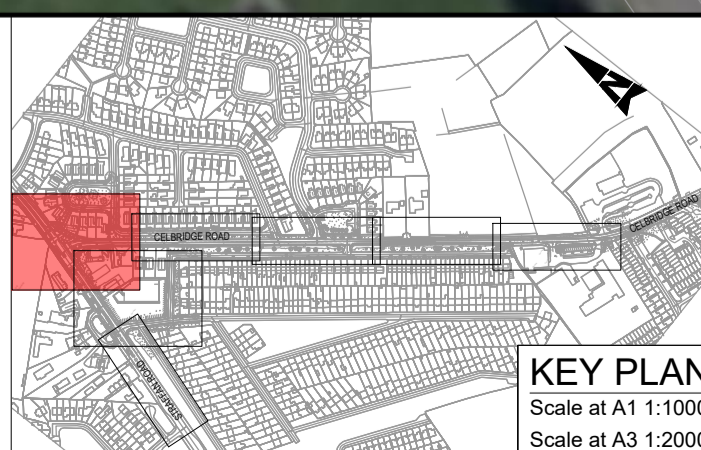 N
CELBRIDGE ROAD
CELBRIDGE ROAD
STRAFFAN ROAD
KEY PLAN
Scale at A1 1:1000
Scale at A3 1:2000